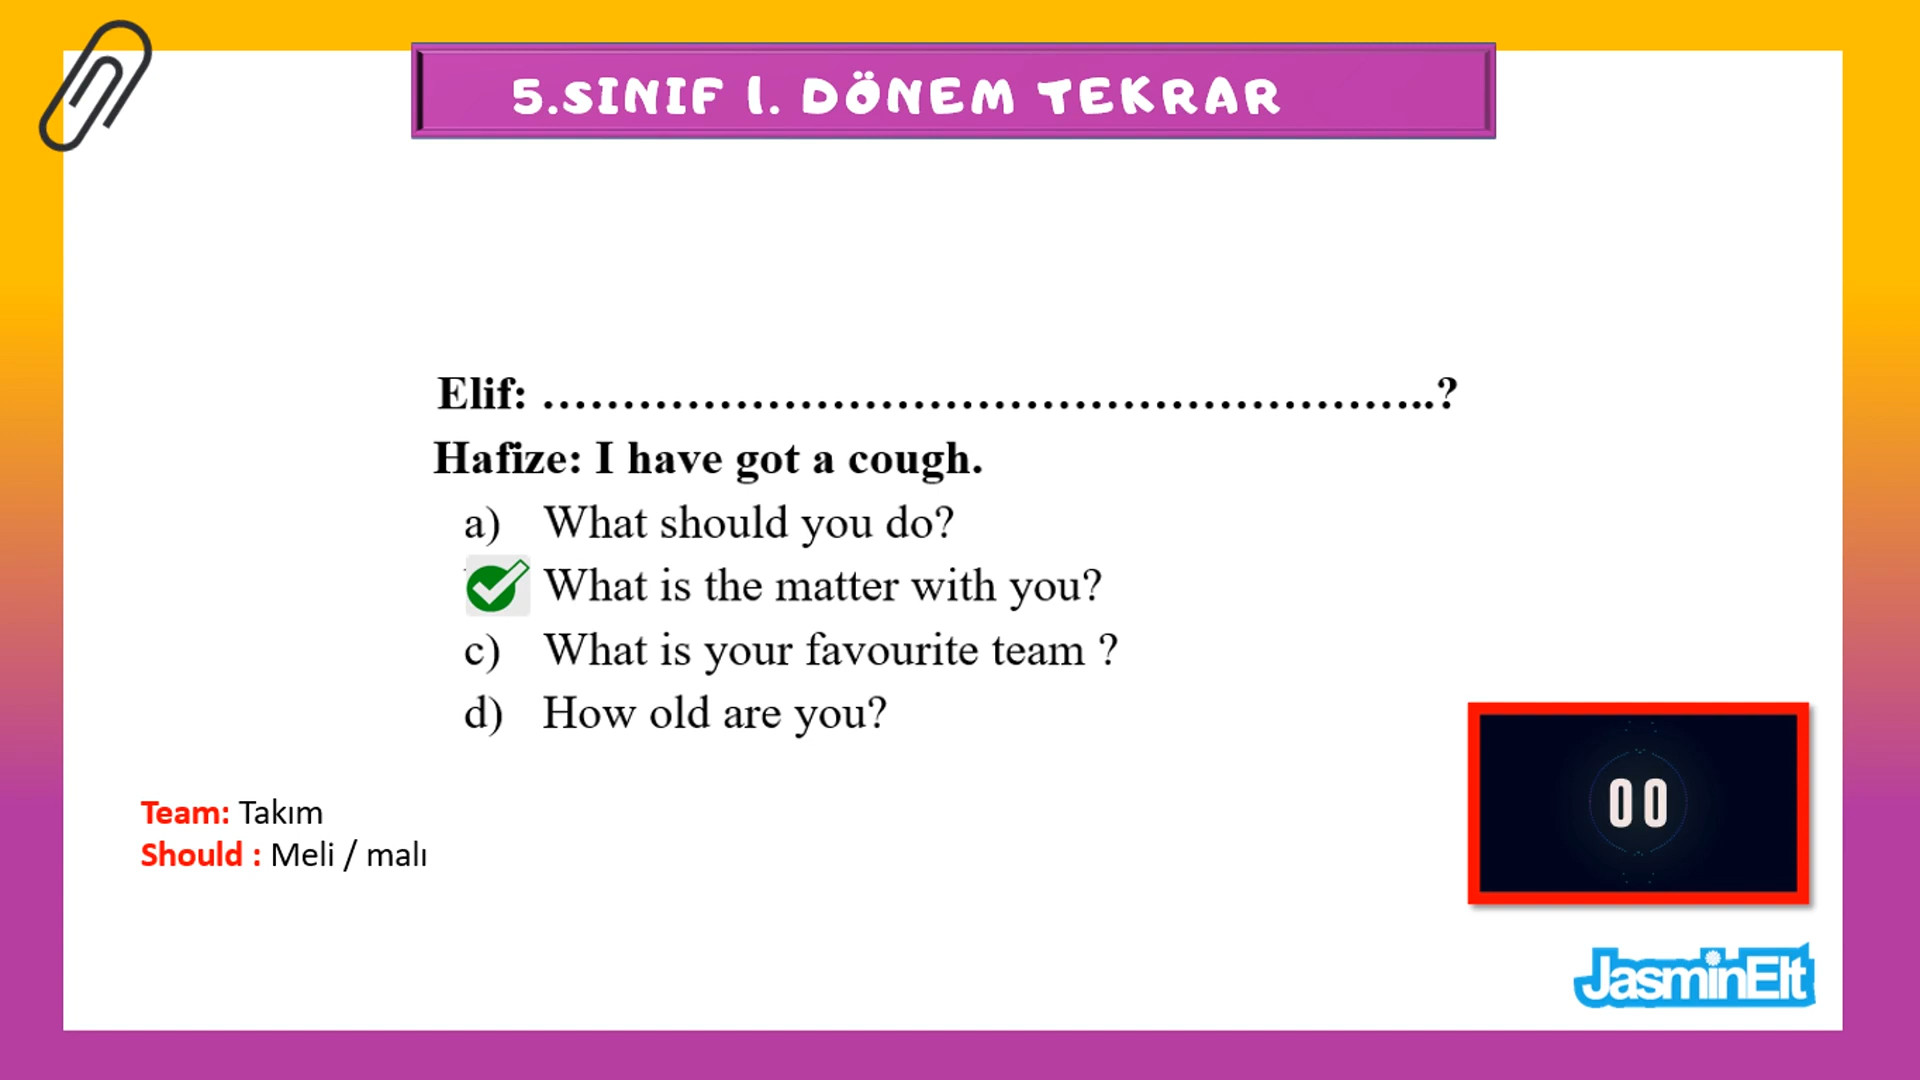 5.SINIF 1. DÖNEM TEKRAR
Elif: …………………………………………………..?
Hafize: I have got a cough.
a) What should you do?
What is the matter with you?
c) What is your favourite team ?
d) How old are you?
Team: Takım
Should : Meli / malı
00
JasminElt